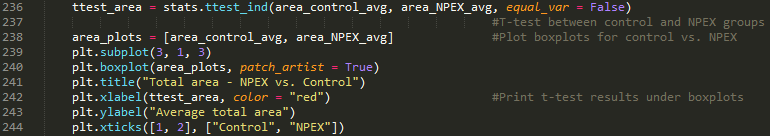 236 ttest_area = stats.ttest_ind(area_control_avg, area_NPEX_avg, equal_var = False)
237 #T-test between control and NPEX groups
238 area_plots = [area_control_avg, area_NPEX_avg] #Plot boxplots for control vs. NPEX
239 plt.subplot(3, 1, 3)
240 plt.boxplot(area_plots, patch_artist = True)
241 plt.title("Total area - NPEX vs. Control")
242 plt.xlabel(ttest_area, color = "red") #Print t-test results under boxplots
243 plt.ylabel("Average total area")
244 plt.xticks([1, 2], ["Control", "NPEX"])